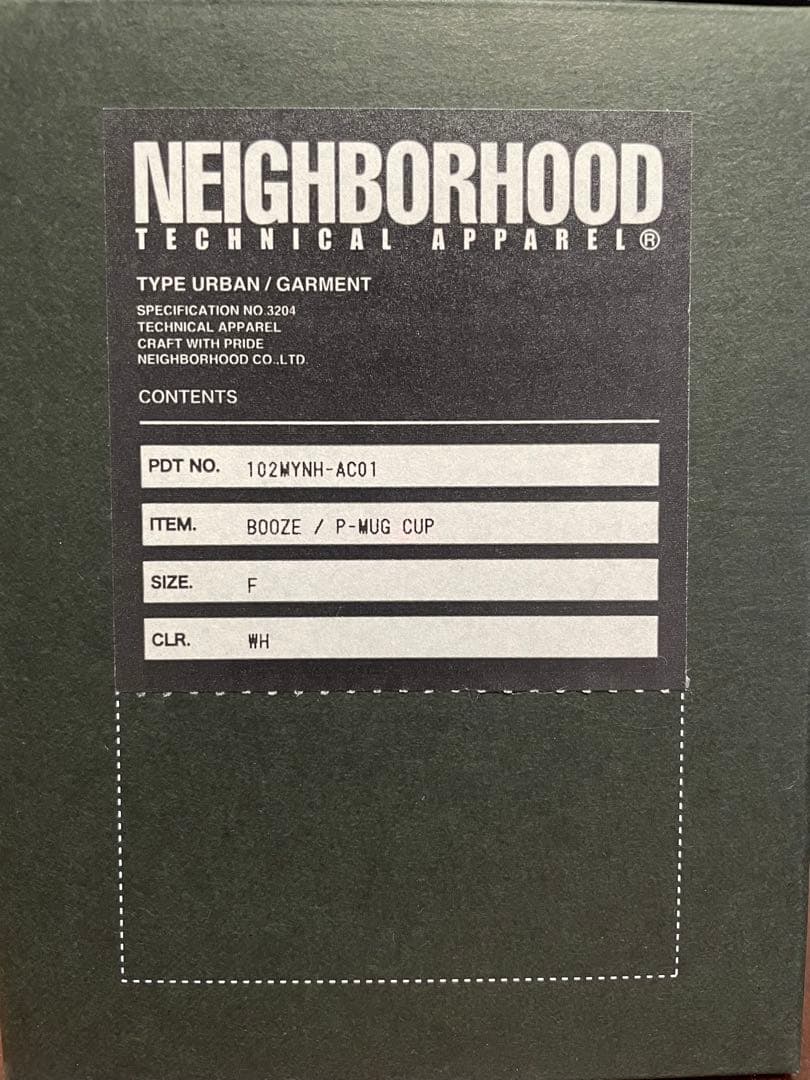 NEIGHBORHOOD
TECHNICAL APPAREL®
TYPE URBAN / GARMENT
SPECIFICATION NO.3204
TECHNICAL APPAREL
CRAFT WITH PRIDE
NEIGHBORHOOD CO.,LTD.
CONTENTS
PDT NO. 102MYNH-AC01
ITEM. BOOZE / P-MUG CUP
SIZE. F
CLR. WH